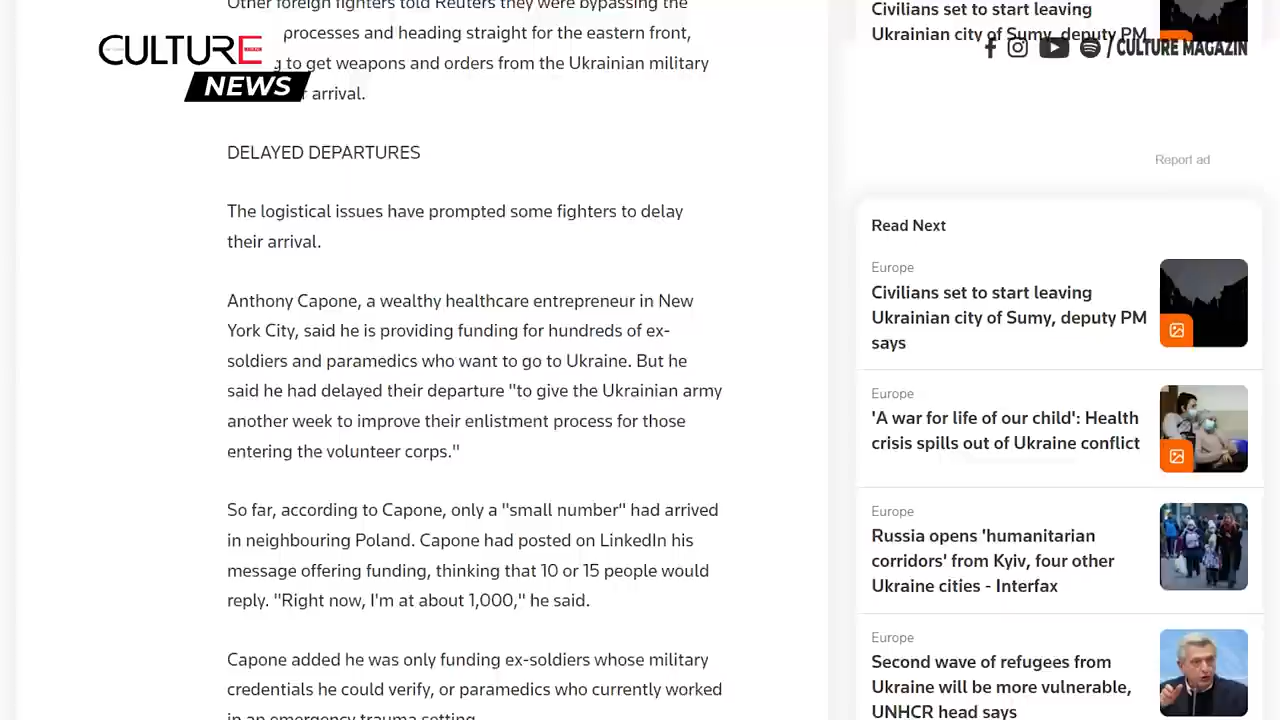 Other foreign fighters told Reuters they were bypassing the
processes and heading straight for the eastern front,
to get weapons and orders from the Ukrainian military
arrival.
CULTURE
NEWS
DELAYED DEPARTURES
The logistical issues have prompted some fighters to delay
their arrival.
Anthony Capone, a wealthy healthcare entrepreneur in New
York City, said he is providing funding for hundreds of ex-
soldiers and paramedics who want to go to Ukraine. But he
said he had delayed their departure "to give the Ukrainian army
another week to improve their enlistment process for those
entering the volunteer corps."
So far, according to Capone, only a "small number" had arrived
in neighbouring Poland. Capone had posted on LinkedIn his
message offering funding, thinking that 10 or 15 people would
reply. "Right now, I'm at about 1,000," he said.
Capone added he was only funding ex-soldiers whose military
credentials he could verify, or paramedics who currently worked
in an emergency trauma setting.
Civilians set to start leaving
Ukrainian city of Sumy, deputy PM
/ CULTURE MAGAZIN
Report ad
Read Next
Europe
Civilians set to start leaving
Ukrainian city of Sumy, deputy PM
says
Europe
'A war for life of our child': Health
crisis spills out of Ukraine conflict
Europe
Russia opens 'humanitarian
corridors' from Kyiv, four other
Ukraine cities - Interfax
Europe
Second wave of refugees from
Ukraine will be more vulnerable,
UNHCR head says